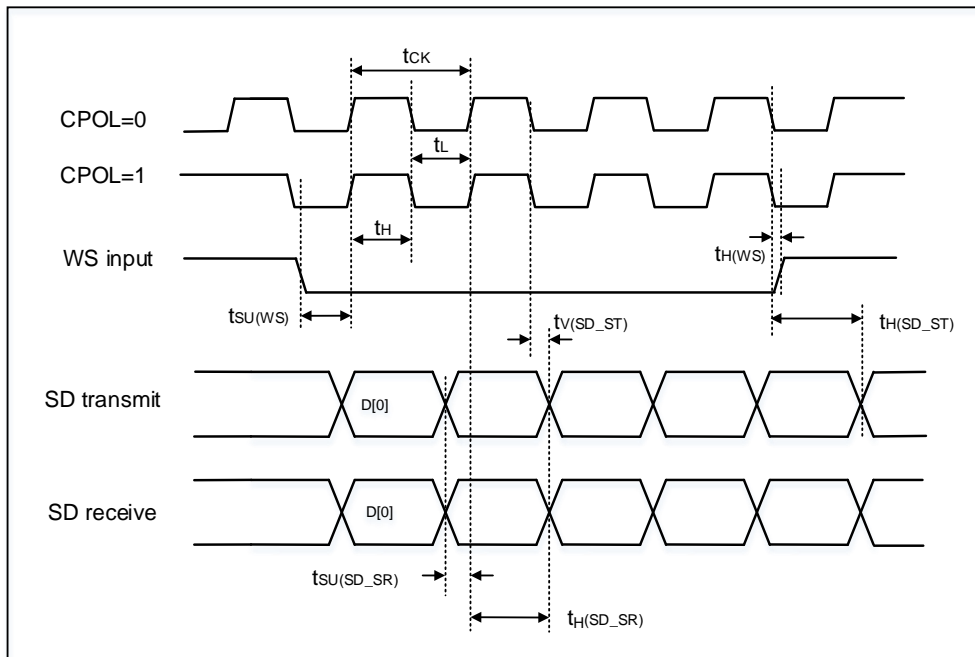 tCK
CPOL=0
tL
CPOL=1
tH
WS input
tH(WS)
tSU(WS)
tV(SD_ST)
tH(SD_ST)
SD transmit
D[0]
SD receive
D[0]
tSU(SD_SR)
tH(SD_SR)